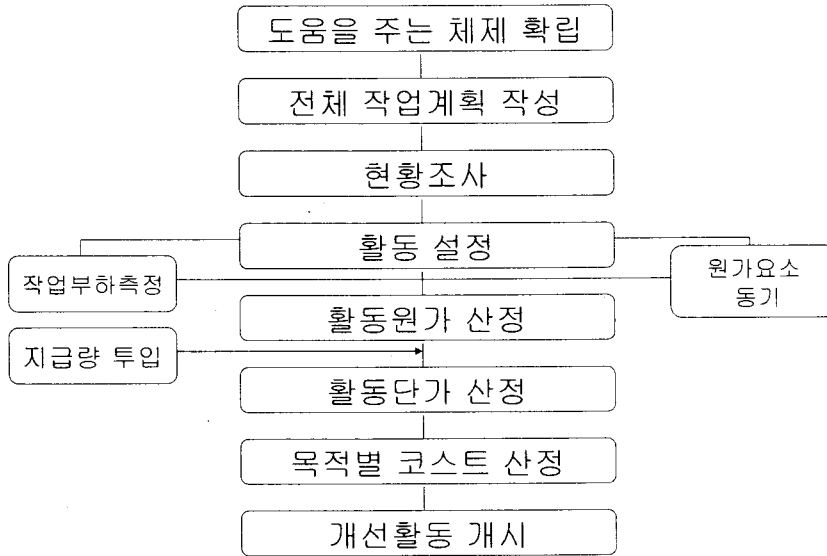 도움을 주는 체제 확립
전체 작업계획 작성
현황조사
활동 설정
작업부하측정
원가요소
동기
활동원가 산정
지급량 투입
활동단가 산정
목적별 코스트 산정
개선활동 개시